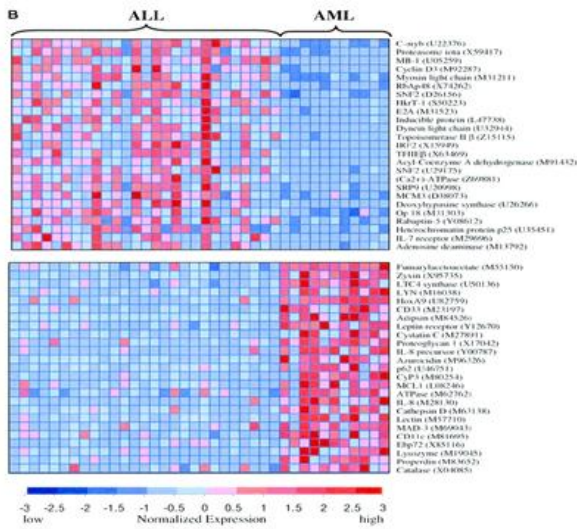 B
ALL AML
C-myb (U22376)
Proteasome iota (X59417)
MB-1 (U05259)
Cyclin D3 (M92287)
Myosin light chain (M31211)
RbAp48 (X74262)
SNF2 (D26156)
HkrT-1 (S50223)
E2A (M31523)
Inducible protein (L47738)
Dynein light chain (U32944)
Topoisomerase II β (Z15115)
IRF2 (X15949)
TFIIEβ (X63469)
Acyl-Coenzyme A dehydrogenase (M91432)
SNF2 (U29175)
(Ca2+)-ATPase (Z69881)
SRP9 (U20998)
MCM3 (D38073)
Deoxyhypusine synthase (U26266)
Op 18 (M31303)
Rabaptin-5 (Y08612)
Heterochromatin protein p25 (U35451)
IL-7 receptor (M29696)
Adenosine deaminase (M13792)
Fumarylacetoacetate (M55150)
Zyxin (X95735)
LTC4 synthase (U50136)
LYN (M16038)
HoxA9 (U82759)
CD33 (M23197)
Adipsin (M84526)
Leptin receptor (Y12670)
Cystatin C (M27891)
Proteoglycan 1 (X17042)
IL-8 precursor (Y00787)
Azurocidin (M96326)
p62 (U46751)
CyP3 (M80254)
MCL1 (L08246)
ATPase (M62762)
IL-8 (M28130)
Cathepsin D (M63138)
Lectin (M57710)
MAD-3 (M69043)
CD11c (M81695)
Ebp72 (X85116)
Lysozyme (M19045)
Properdin (M83652)
Catalase (X04085)
-3 -2.5 -2 -1.5 -1 -0.5 0 0.5 1 1.5 2 2.5 3
low Normalized Expression high